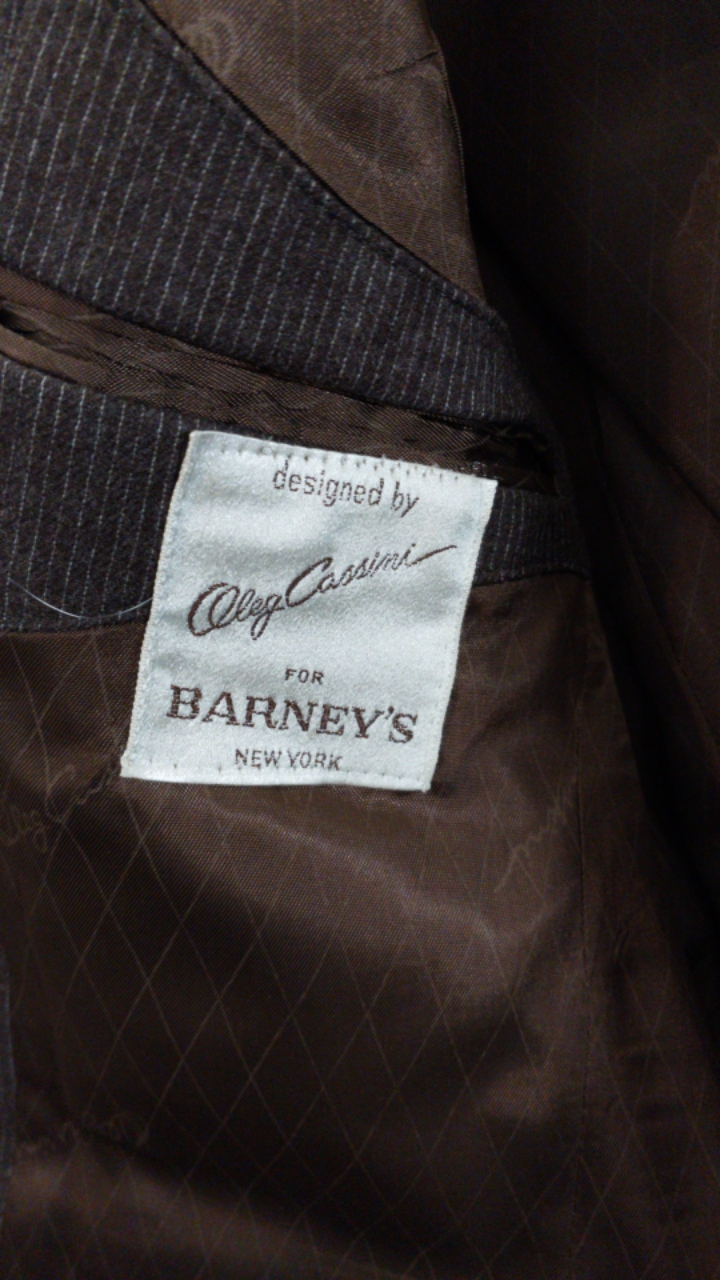 designed by
Oleg Cassini
FOR
BARNEY'S
NEW YORK